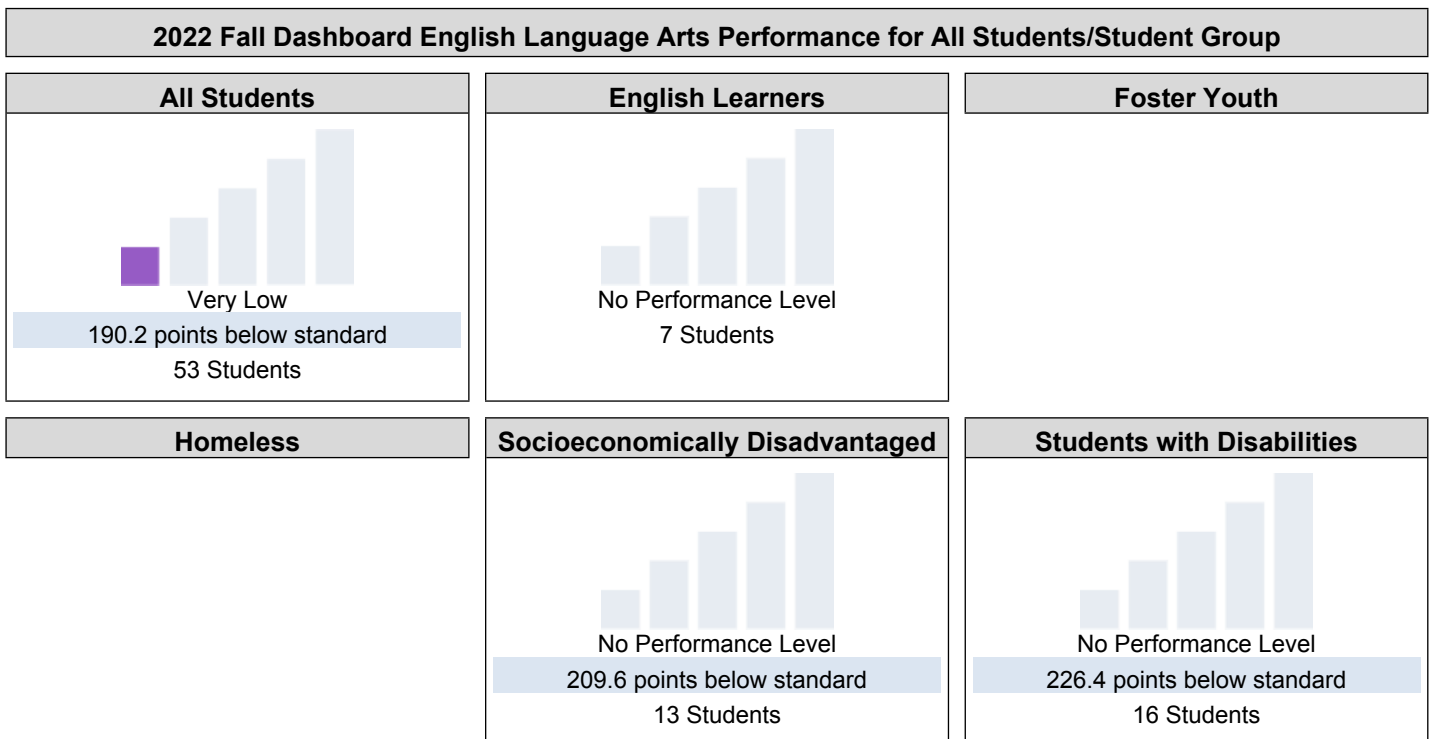 2022 Fall Dashboard English Language Arts Performance for All Students/Student Group
All Students
Very Low
190.2 points below standard
53 Students
English Learners
No Performance Level
7 Students
Foster Youth
Homeless
Socioeconomically Disadvantaged
No Performance Level
209.6 points below standard
13 Students
Students with Disabilities
No Performance Level
226.4 points below standard
16 Students